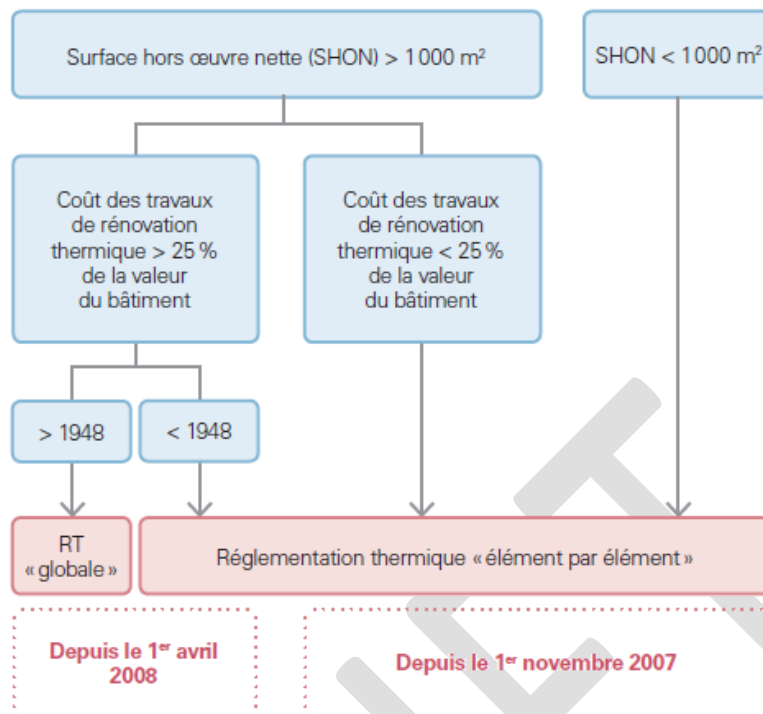 Surface hors œuvre nette (SHON) > 1 000 m²
SHON < 1 000 m²
Coût des travaux
de rénovation
thermique > 25 %
de la valeur
du bâtiment
Coût des travaux
de rénovation
thermique < 25 %
de la valeur
du bâtiment
> 1948
< 1948
RT
« globale »
Réglementation thermique « élément par élément »
Depuis le 1er avril
2008
Depuis le 1er novembre 2007